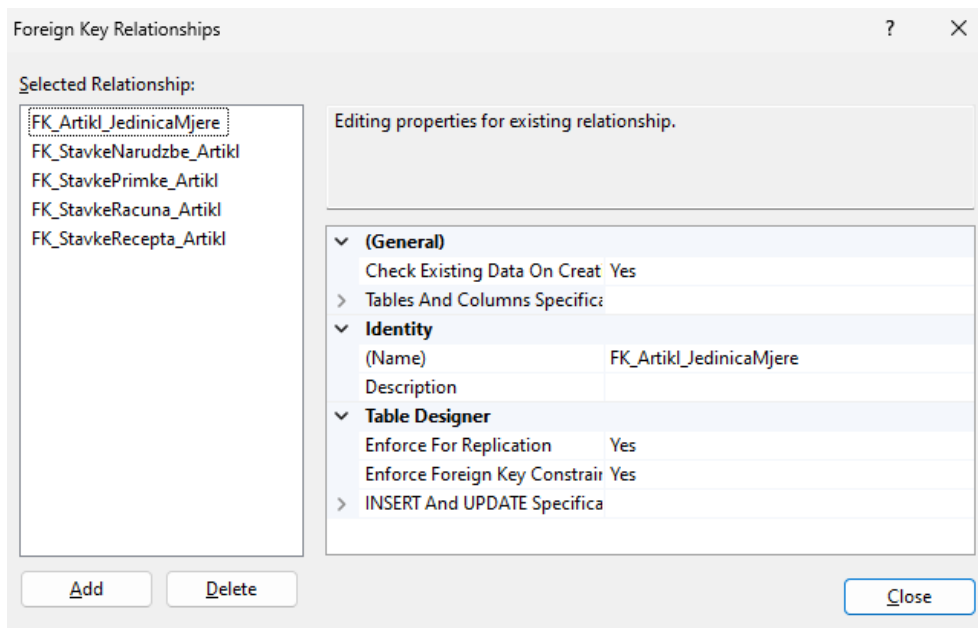 Foreign Key Relationships
?
Selected Relationship:
FK_Artikl_JedinicaMjere
FK_StavkeNarudzbe_Artikl
FK_StavkePrimke_Artikl
FK_StavkeRacuna_Artikl
FK_StavkeRecepta_Artikl
Editing properties for existing relationship.
(General)
Check Existing Data On Creat Yes
Tables And Columns Specifica
Identity
(Name) FK_Artikl_JedinicaMjere
Description
Table Designer
Enforce For Replication Yes
Enforce Foreign Key Constrair Yes
INSERT And UPDATE Specifica
Add Delete
Close